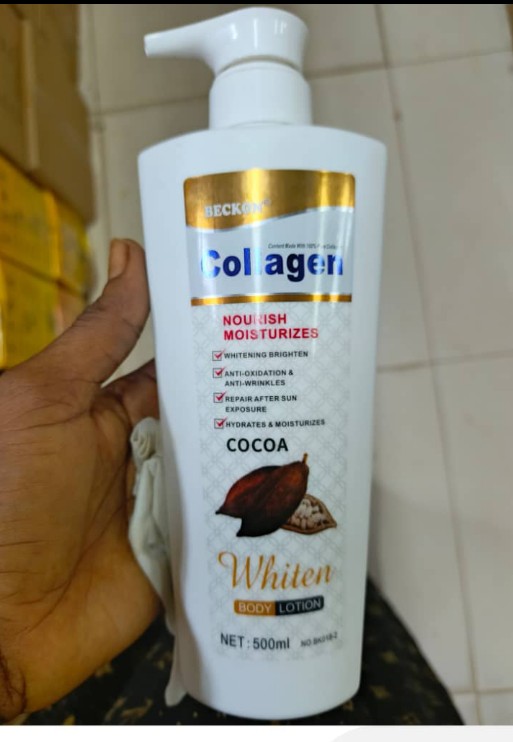 BECKON
Collagen
NOURISH
MOISTURIZES
WHITENING BRIGHTEN
ANTI-OXIDATION &
ANTI-WRINKLES
REPAIR AFTER SUN
EXPOSURE
HYDRATES & MOISTURIZES
COCOA
Whiten
BODY LOTION
NET: 500ml